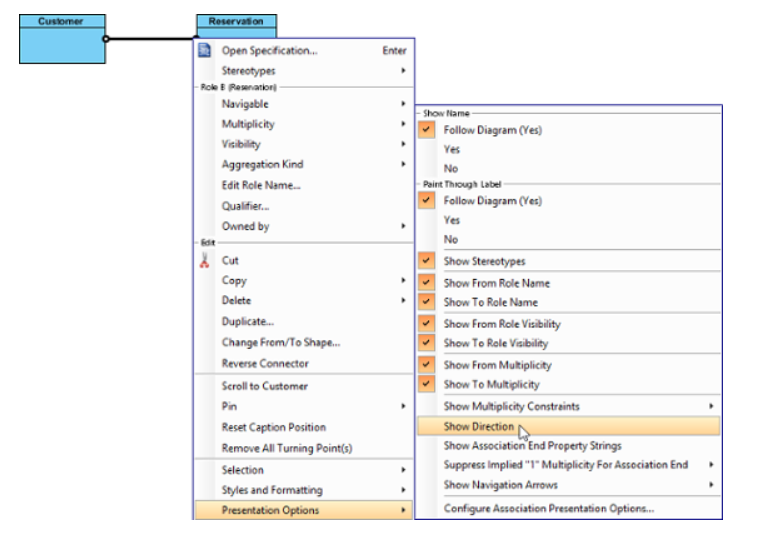 Customer
Reservation
Open Specification... Enter
Stereotypes
Role B (Reservation)
Navigable
Multiplicity
Visibility
Aggregation Kind
Edit Role Name...
Qualifier...
Owned by
Edit
Cut
Copy
Delete
Duplicate...
Change From/To Shape...
Reverse Connector
Scroll to Customer
Pin
Reset Caption Position
Remove All Turning Point(s)
Selection
Styles and Formatting
Presentation Options
Show Name
Follow Diagram (Yes)
Yes
No
Paint Through Label
Follow Diagram (Yes)
Yes
No
Show Stereotypes
Show From Role Name
Show To Role Name
Show From Role Visibility
Show To Role Visibility
Show From Multiplicity
Show To Multiplicity
Show Multiplicity Constraints
Show Direction
Show Association End Property Strings
Suppress Implied "1" Multiplicity For Association End
Show Navigation Arrows
Configure Association Presentation Options...